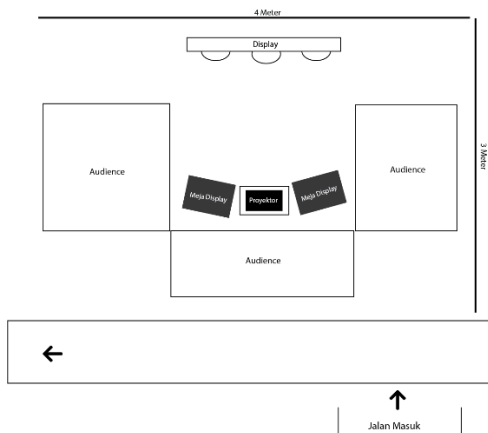 4 Meter
Display
3 Meter
Audience
Audience
Meja Display
Proyektor
Meja Display
Audience
Jalan Masuk